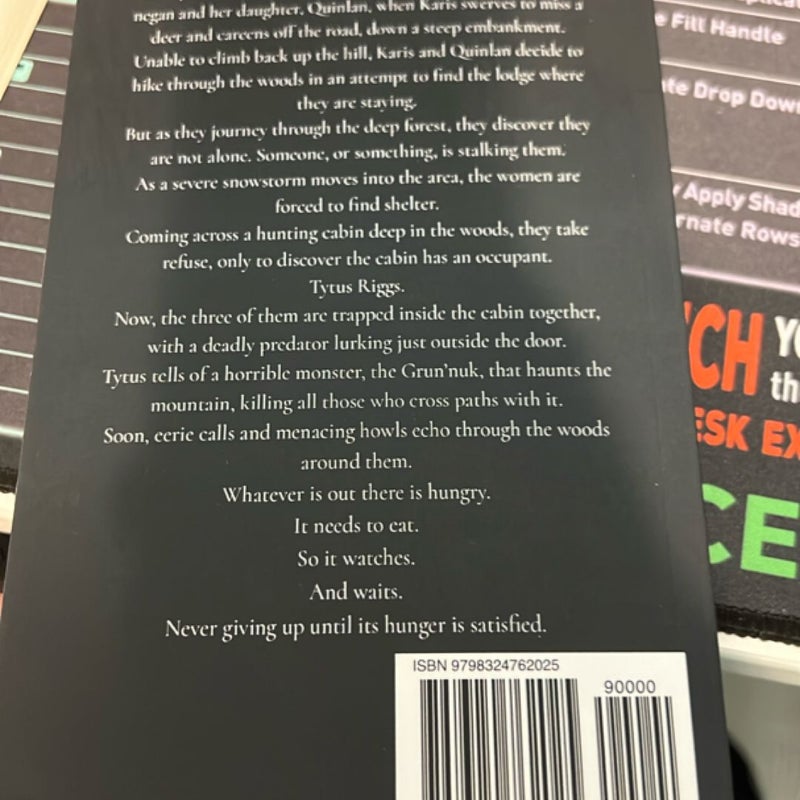 negan and her daughter, Quinlan, when Karis swerves to miss a
deer and careens off the road, down a steep embankment.
Unable to climb back up the hill, Karis and Quinlan decide to
hike through the woods in an attempt to find the lodge where
they are staying.
But as they journey through the deep forest, they discover they
are not alone. Someone, or something, is stalking them.
As a severe snowstorm moves into the area, the women are
forced to find shelter.
Coming across a hunting cabin deep in the woods, they take
refuse, only to discover the cabin has an occupant.
Tytus Riggs.
Now, the three of them are trapped inside the cabin together,
with a deadly predator lurking just outside the door.
Tytus tells of a horrible monster, the Grun'nuk, that haunts the
mountain, killing all those who cross paths with it.
Soon, eerie calls and menacing howls echo through the woods
around them.
Whatever is out there is hungry.
It needs to eat.
So it watches.
And waits.
Never giving up until its hunger is satisfied.
ISBN 9798324762025
90000
e Fill Handle
te Drop Down
y Apply Shad
rnate Rows
CH
YO
th
ESK EX
CE